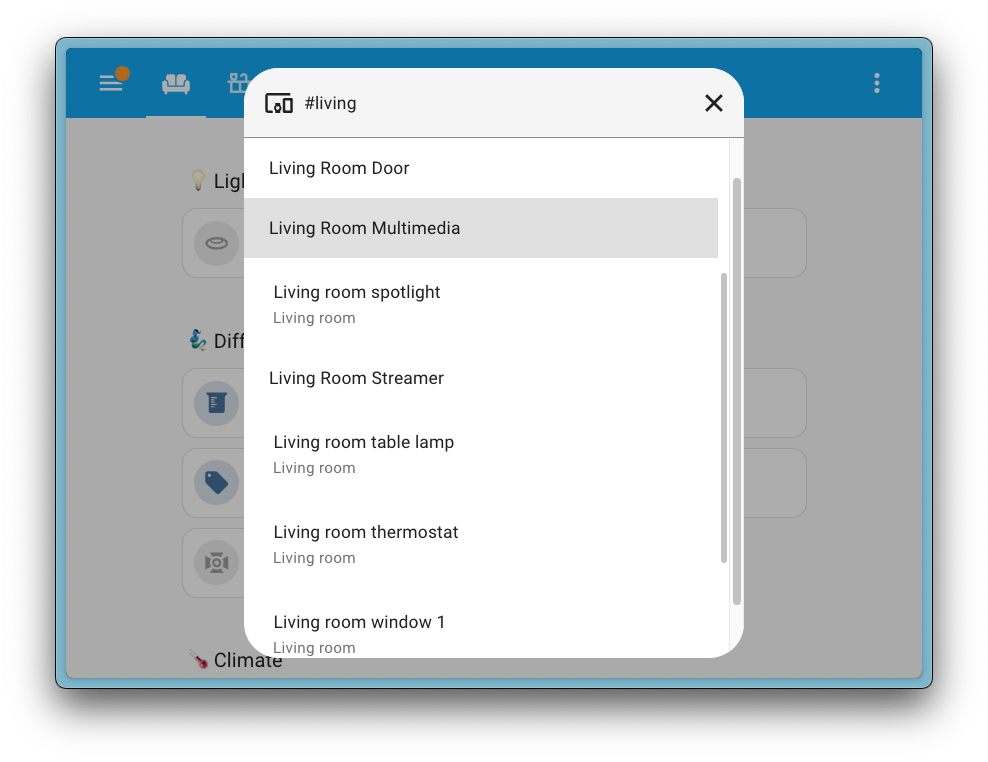 #living
Living Room Door
Ligh
Living Room Multimedia
Living room spotlight
Living room
Diff
Living Room Streamer
Living room table lamp
Living room
Living room thermostat
Living room
Living room window 1
Living room
Climate